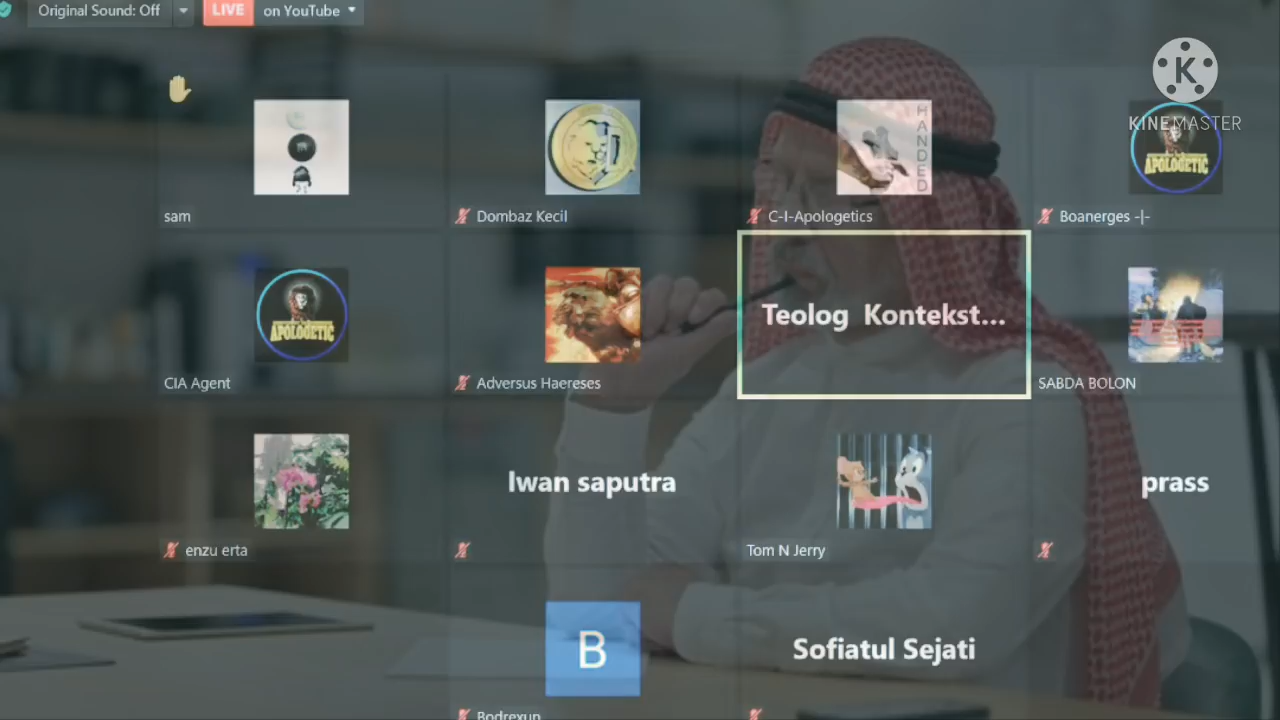 Original Sound: Off
LIVE on YouTube
KINEMASTER
sam
Dombaz Kecil
HANDED
C-I-Apologetics
APOLOGETIC
Boanerges -|-
APOLOGETIC
CIA Agent
Adversus Haereses
Teolog Kontekst...
SABDA BOLON
enzu erta
Iwan saputra
Tom N Jerry
prass
B
Bodrexun
Sofiatul Sejati